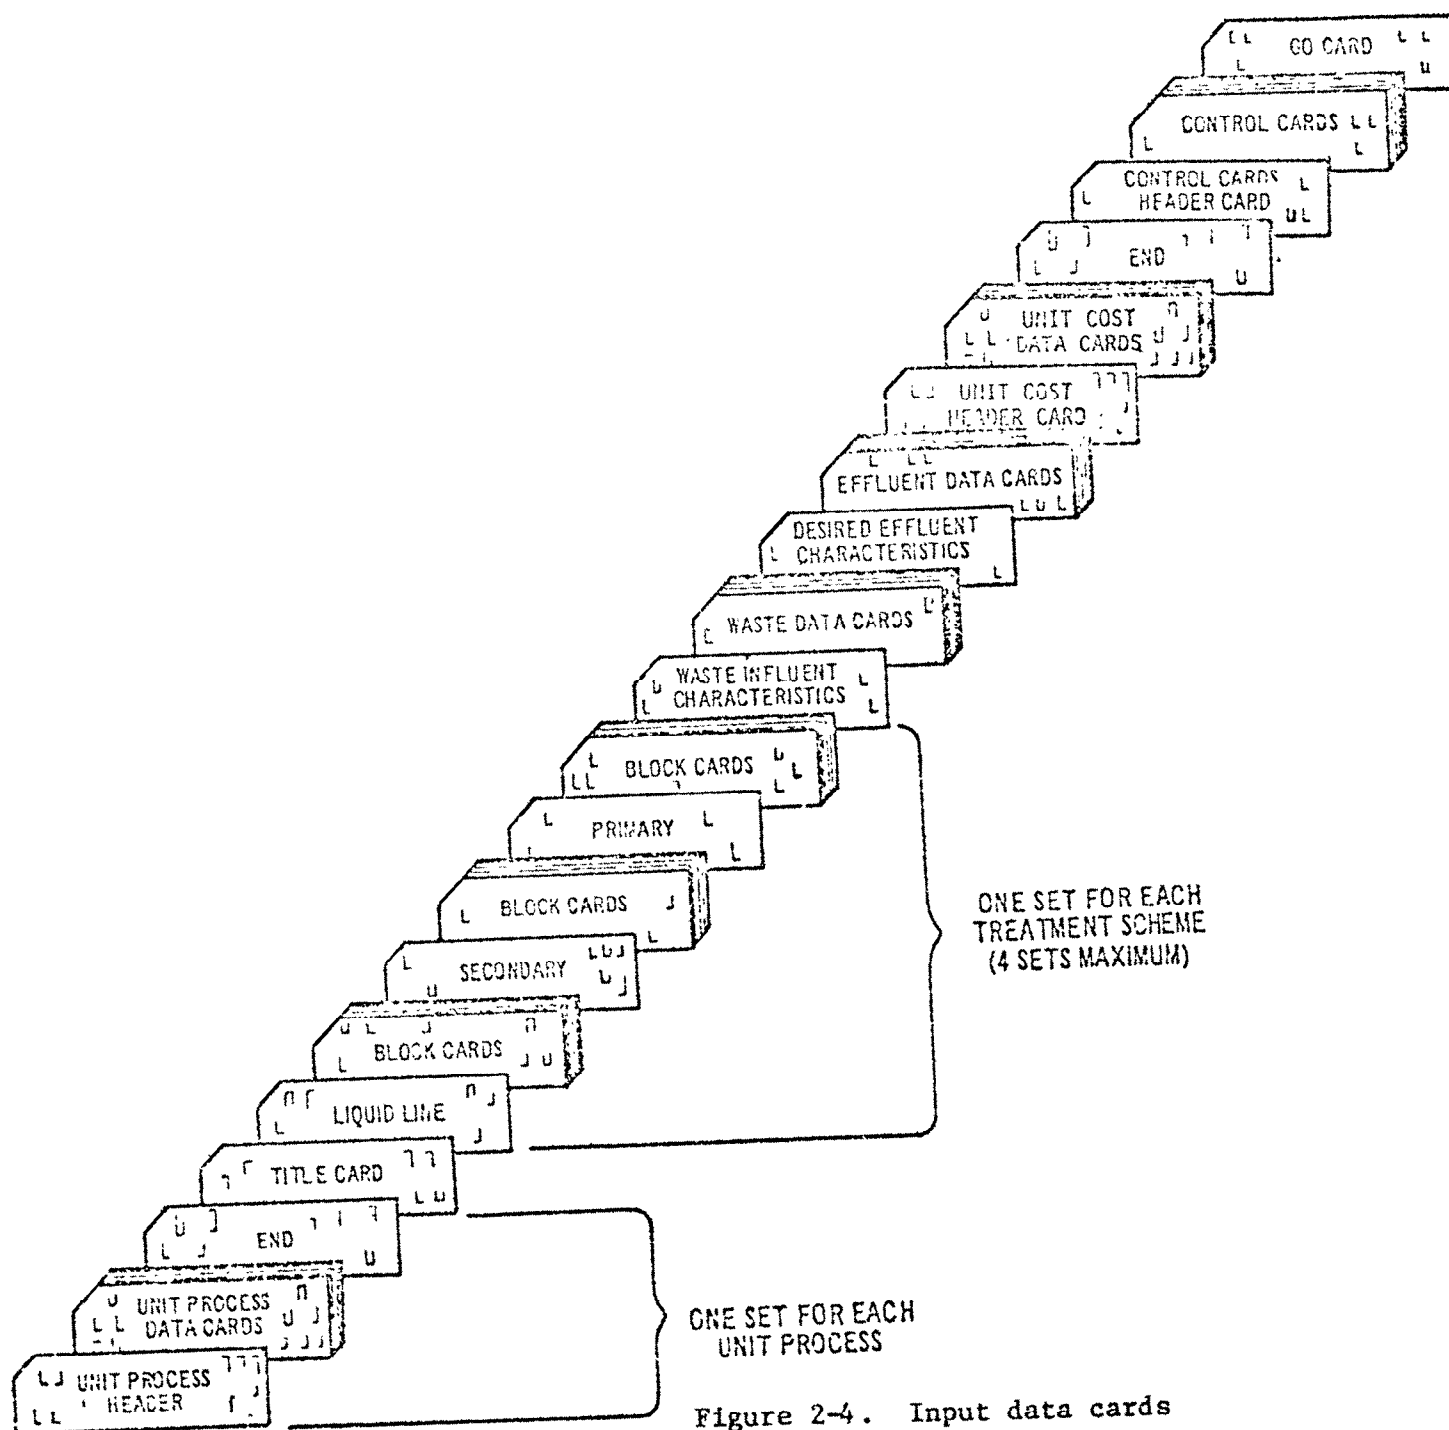 GO CARD
CONTROL CARDS
CONTROL CARDS
HEADER CARD
END
UNIT COST
DATA CARDS
UNIT COST
HEADER CARD
EFFLUENT DATA CARDS
DESIRED EFFLUENT
CHARACTERISTICS
WASTE DATA CARDS
WASTE INFLUENT
CHARACTERISTICS
BLOCK CARDS
PRIMARY
BLOCK CARDS
SECONDARY
BLOCK CARDS
LIQUID LINE
TITLE CARD
END
UNIT PROCESS
DATA CARDS
UNIT PROCESS
HEADER
ONE SET FOR EACH
TREATMENT SCHEME
(4 SETS MAXIMUM)
ONE SET FOR EACH
UNIT PROCESS
Figure 2-4. Input data cards